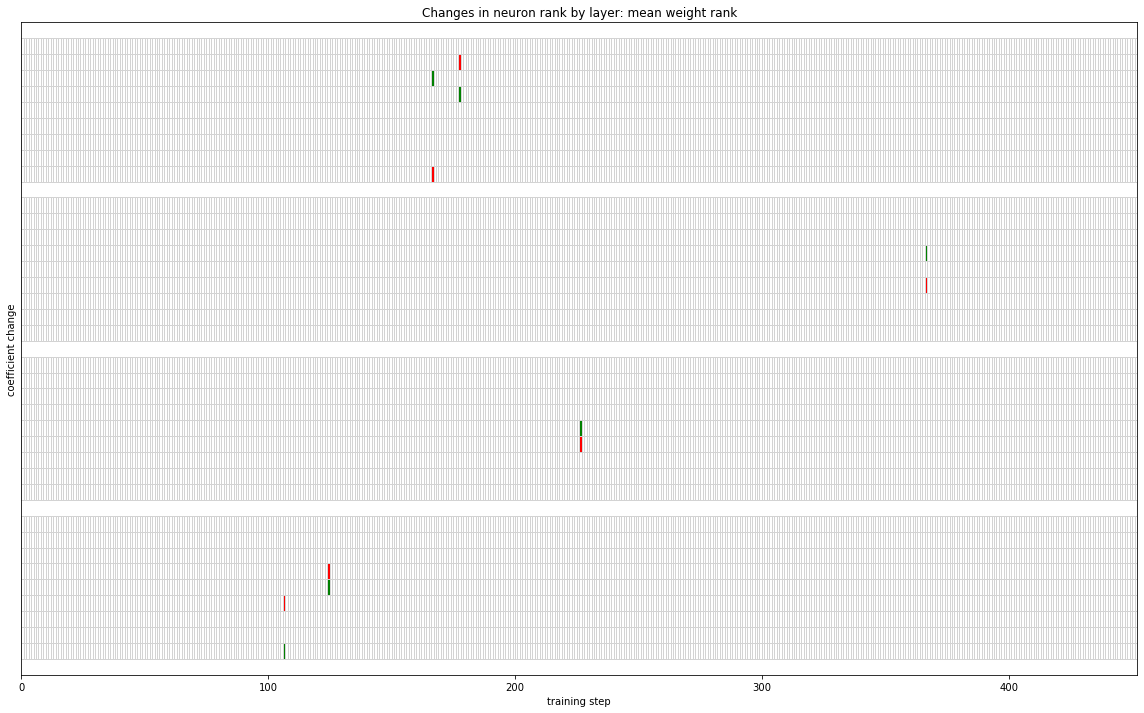 Changes in neuron rank by layer: mean weight rank
coefficient change
0 100 200 300 400
training step